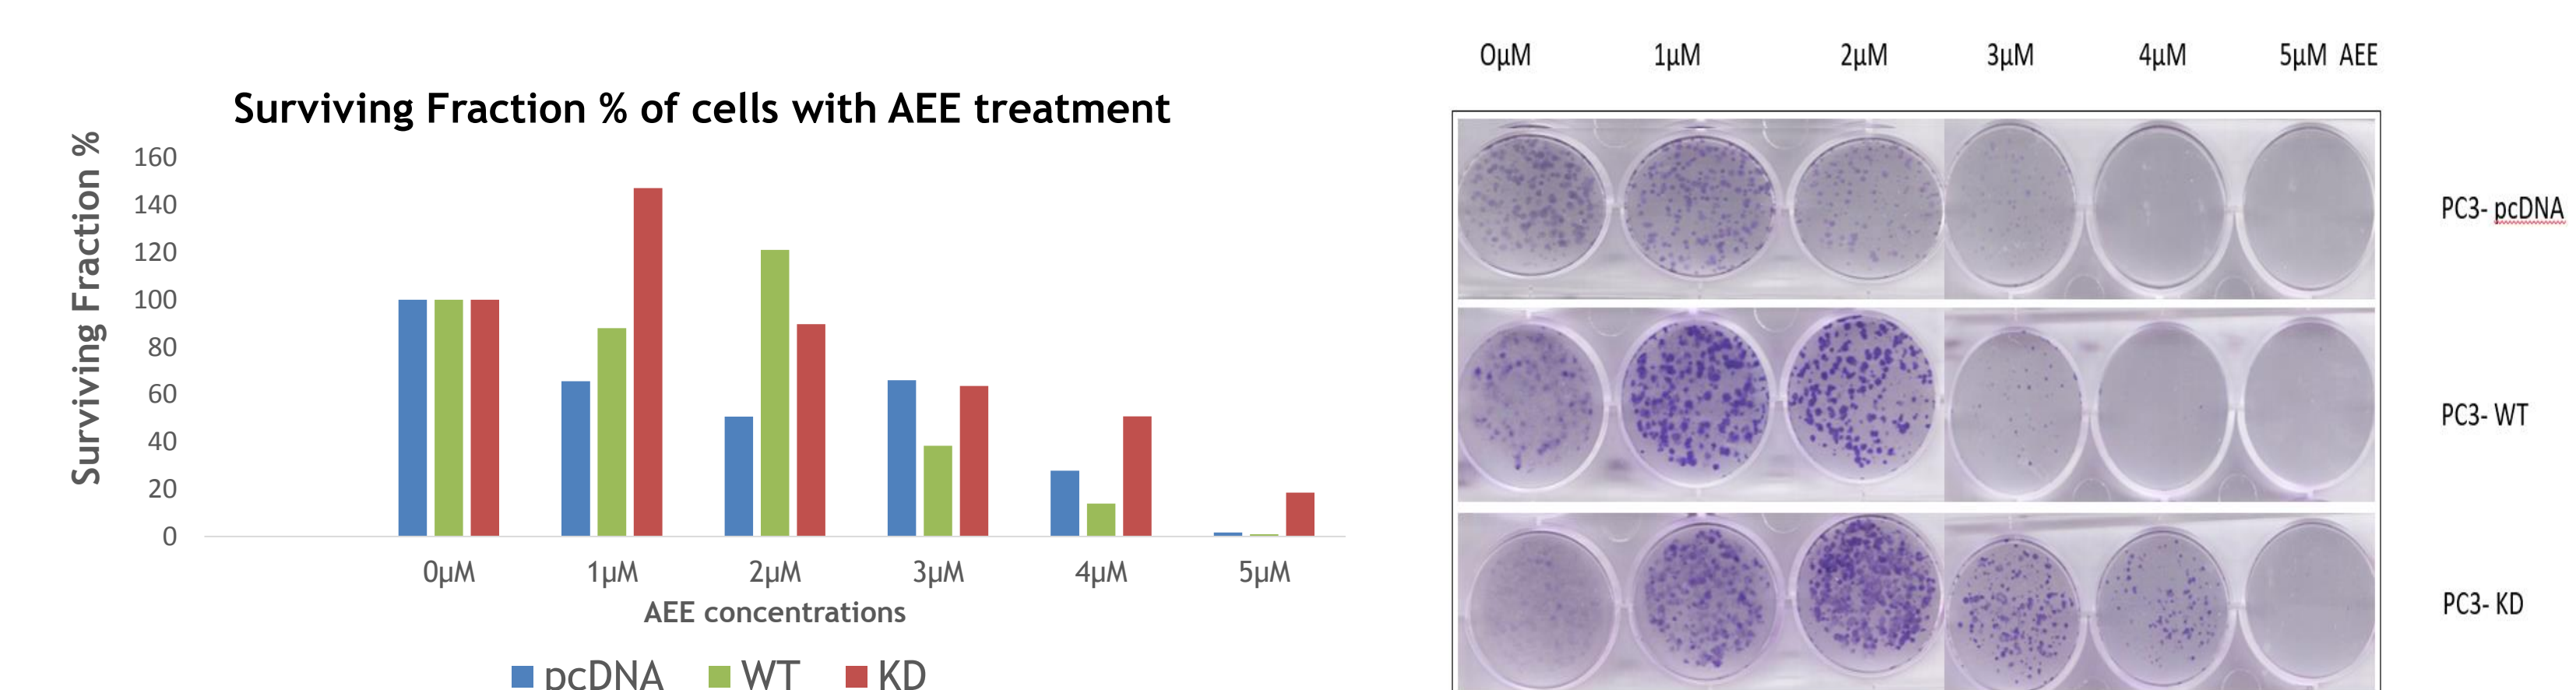 Surviving Fraction % of cells with AEE treatment
Surviving Fraction %
160
140
120
100
80
60
40
20
0
0µM 1µM 2µM 3µM 4µM 5µM
AEE concentrations
pcDNA WT KD
0µM 1µM 2µM 3µM 4µM 5µM AEE
PC3- pcDNA
PC3- WT
PC3- KD